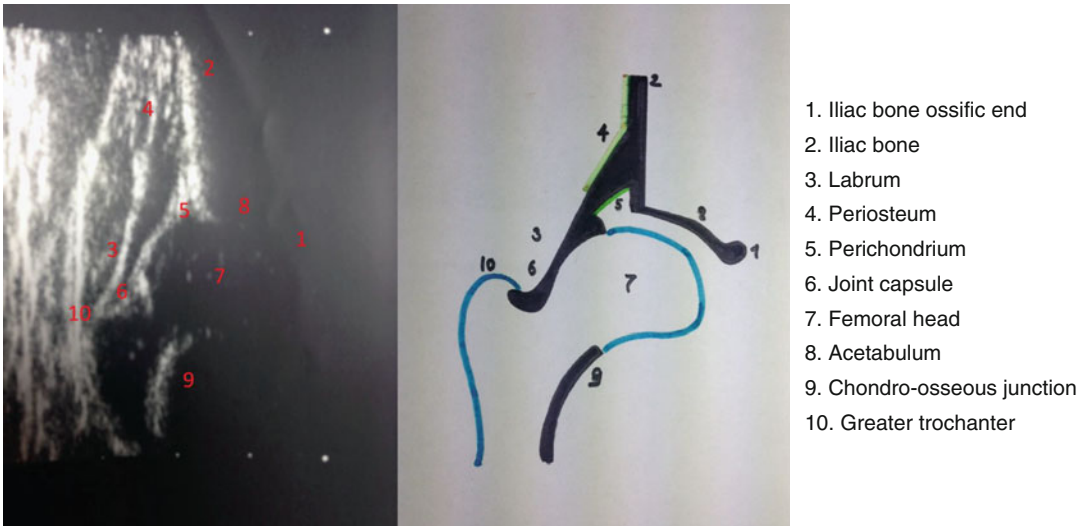 2
4
5
8
1
3
7
6
10
9
2
4
5
8
3
1
10
6
7
9
1. Iliac bone ossific end
2. Iliac bone
3. Labrum
4. Periosteum
5. Perichondrium
6. Joint capsule
7. Femoral head
8. Acetabulum
9. Chondro-osseous junction
10. Greater trochanter